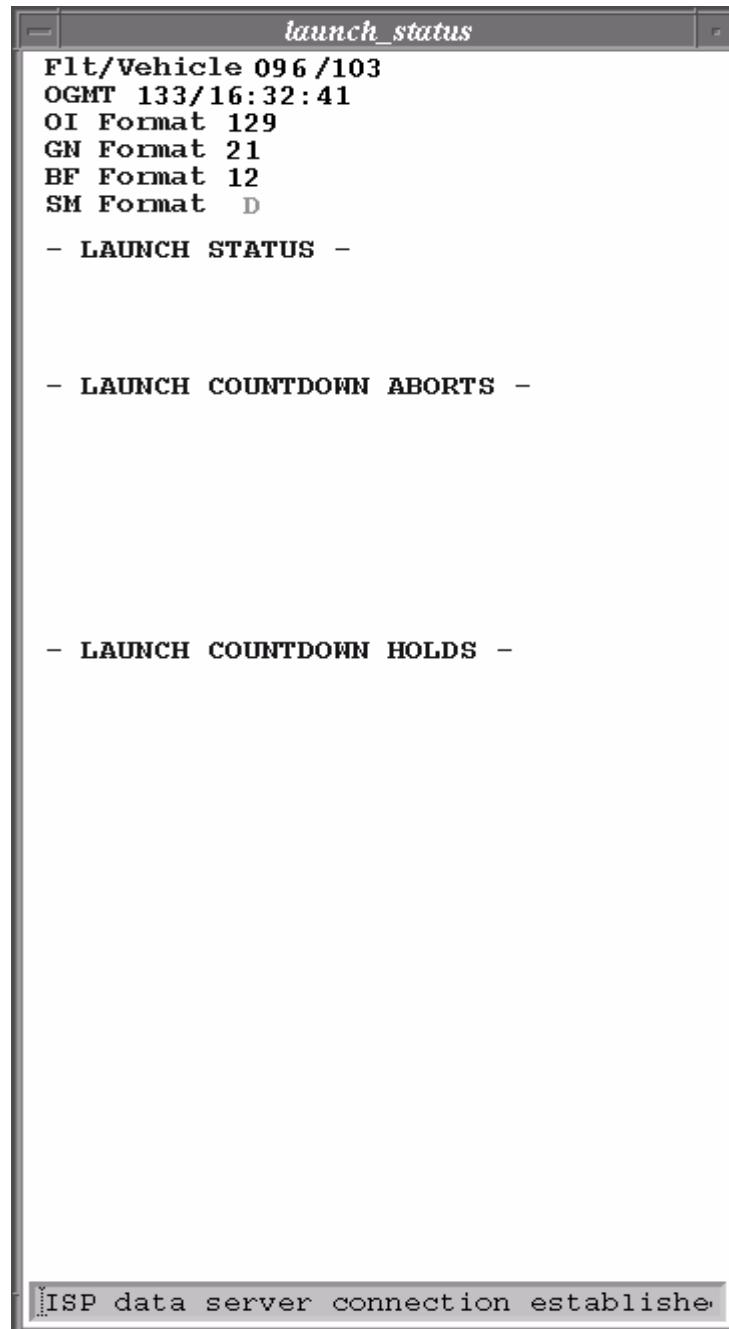 launch_status
Flt/Vehicle 096/103
OGMT 133/16:32:41
OI Format 129
GN Format 21
BF Format 12
SM Format D
- LAUNCH STATUS -
- LAUNCH COUNTDOWN ABORTS -
- LAUNCH COUNTDOWN HOLDS -
ISP data server connection establishe